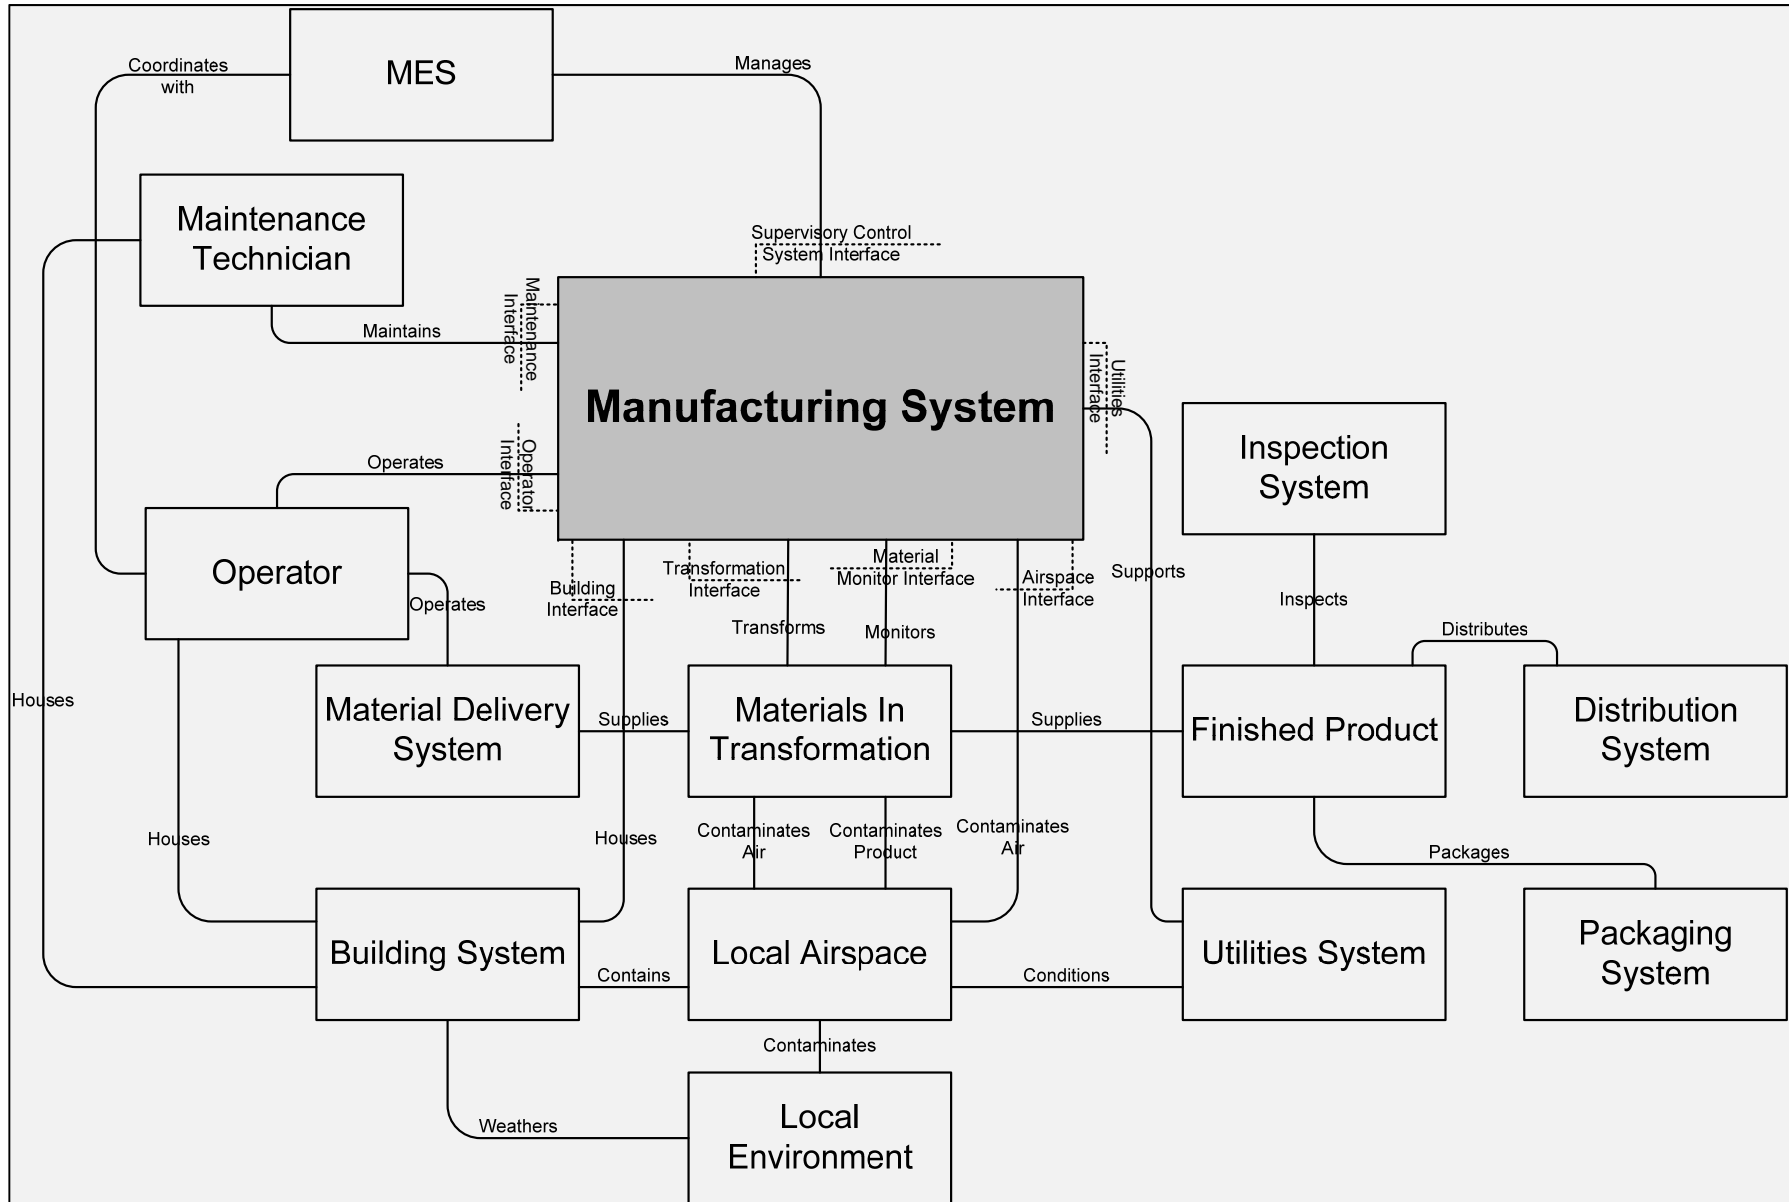 Coordinates
with
MES
Manages
Maintenance
Technician
Supervisory Control
System Interface
Maintenance
Interface
Maintains
Manufacturing System
Utilities
Interface
Operator
Interface
Operates
Inspection
System
Operator
Operates
Building
Interface
Transformation
Interface
Material
Monitor Interface
Airspace
Interface
Supports
Transforms
Monitors
Inspects
Distributes
Houses
Material Delivery
System
Supplies
Materials In
Transformation
Supplies
Finished Product
Distribution
System
Houses
Houses
Contaminates
Air
Contaminates
Product
Contaminates
Air
Packages
Building System
Contains
Local Airspace
Conditions
Utilities System
Packaging
System
Contaminates
Weathers
Local
Environment